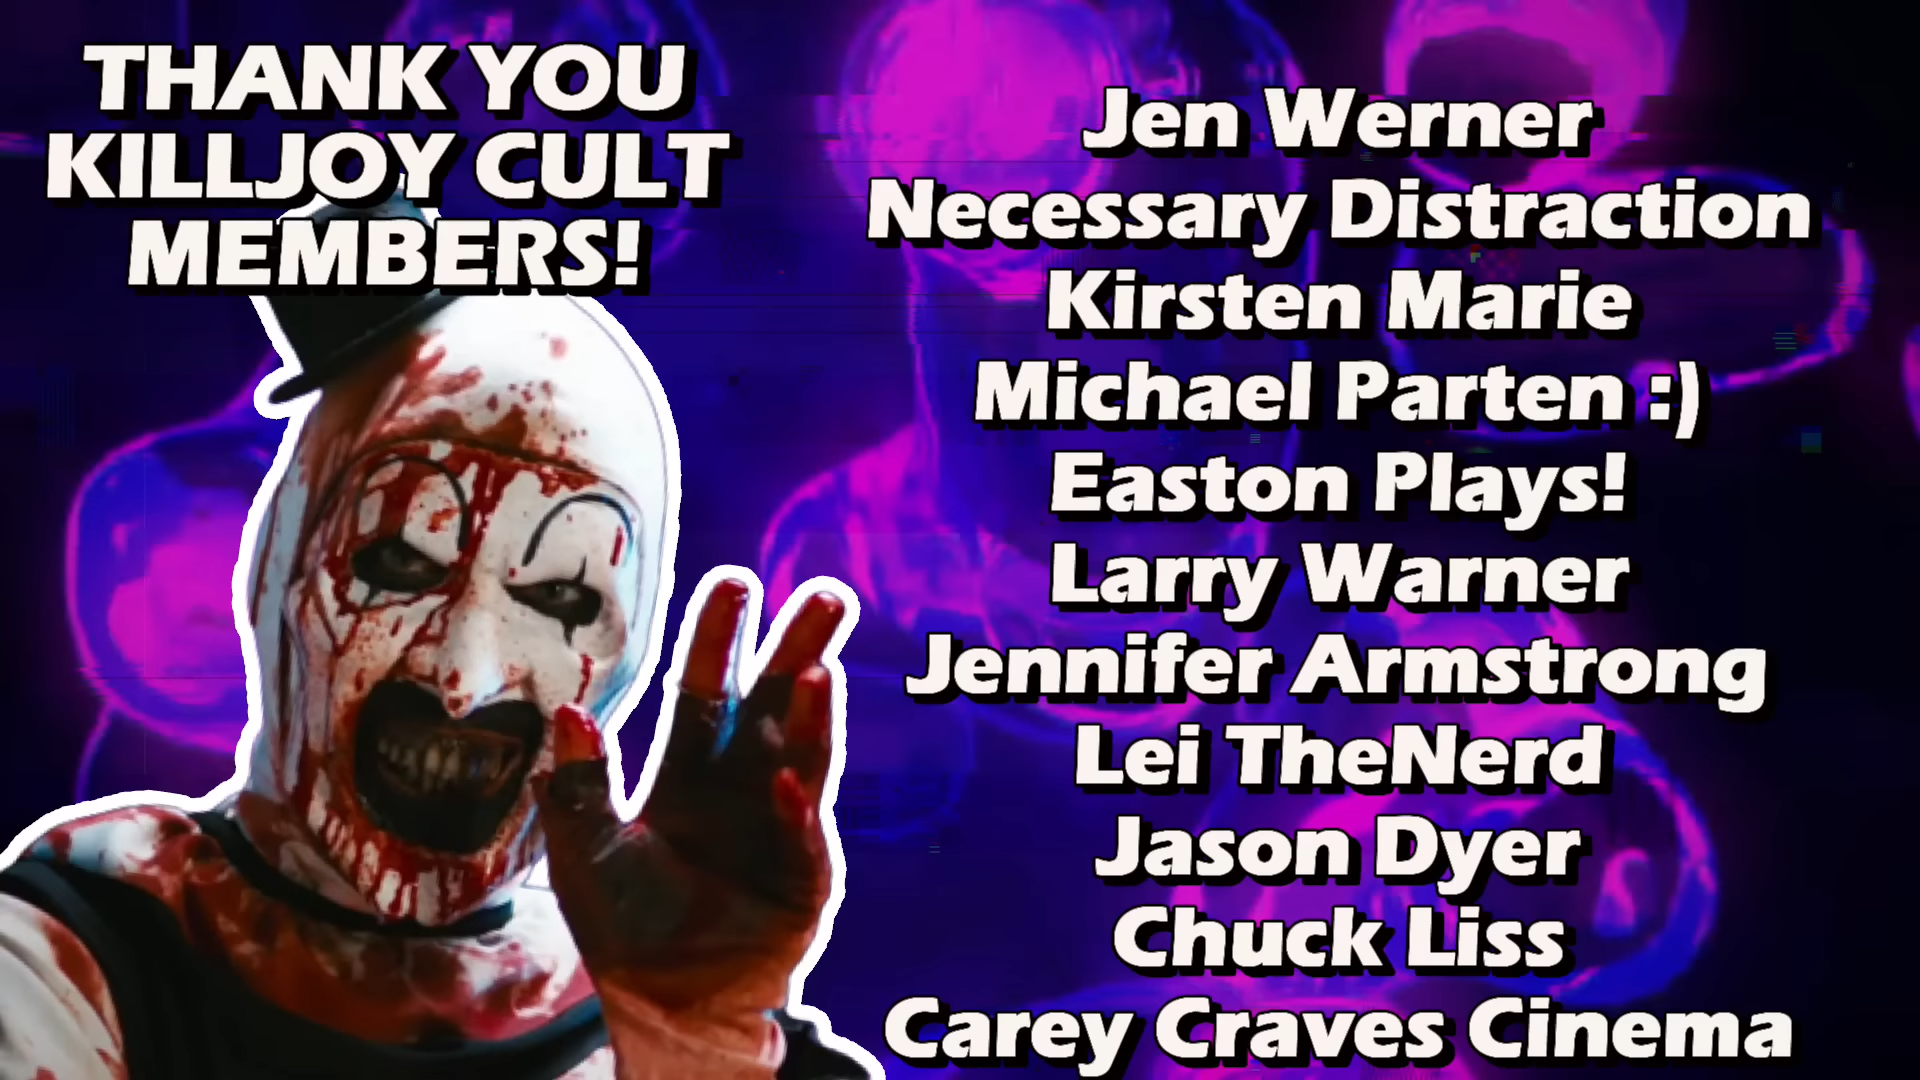 THANK YOU
KILLJOY CULT
MEMBERS!
Jen Werner
Necessary Distraction
Kirsten Marie
Michael Parten :)
Easton Plays!
Larry Warner
Jennifer Armstrong
Lei TheNerd
Jason Dyer
Chuck Liss
Carey Craves Cinema